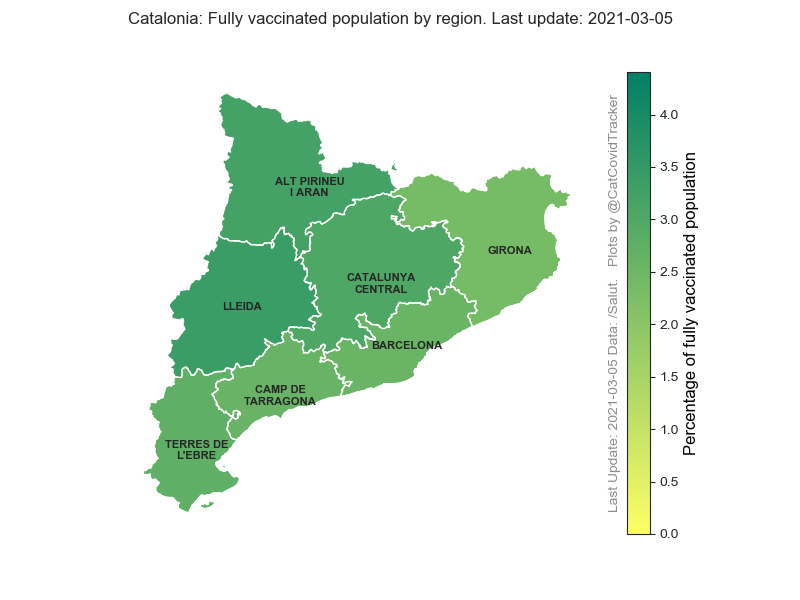 Catalonia: Fully vaccinated population by region. Last update: 2021-03-05
ALT PIRINEU
I ARAN
GIRONA
CATALUNYA
CENTRAL
LLEIDA
BARCELONA
CAMP DE
TARRAGONA
TERRES DE
L'EBRE
Last Update: 2021-03-05 Data: /Salut. Plots by @CatCovidTracker
4.0
3.5
3.0
2.5
2.0
1.5
1.0
0.5
0.0
Percentage of fully vaccinated population